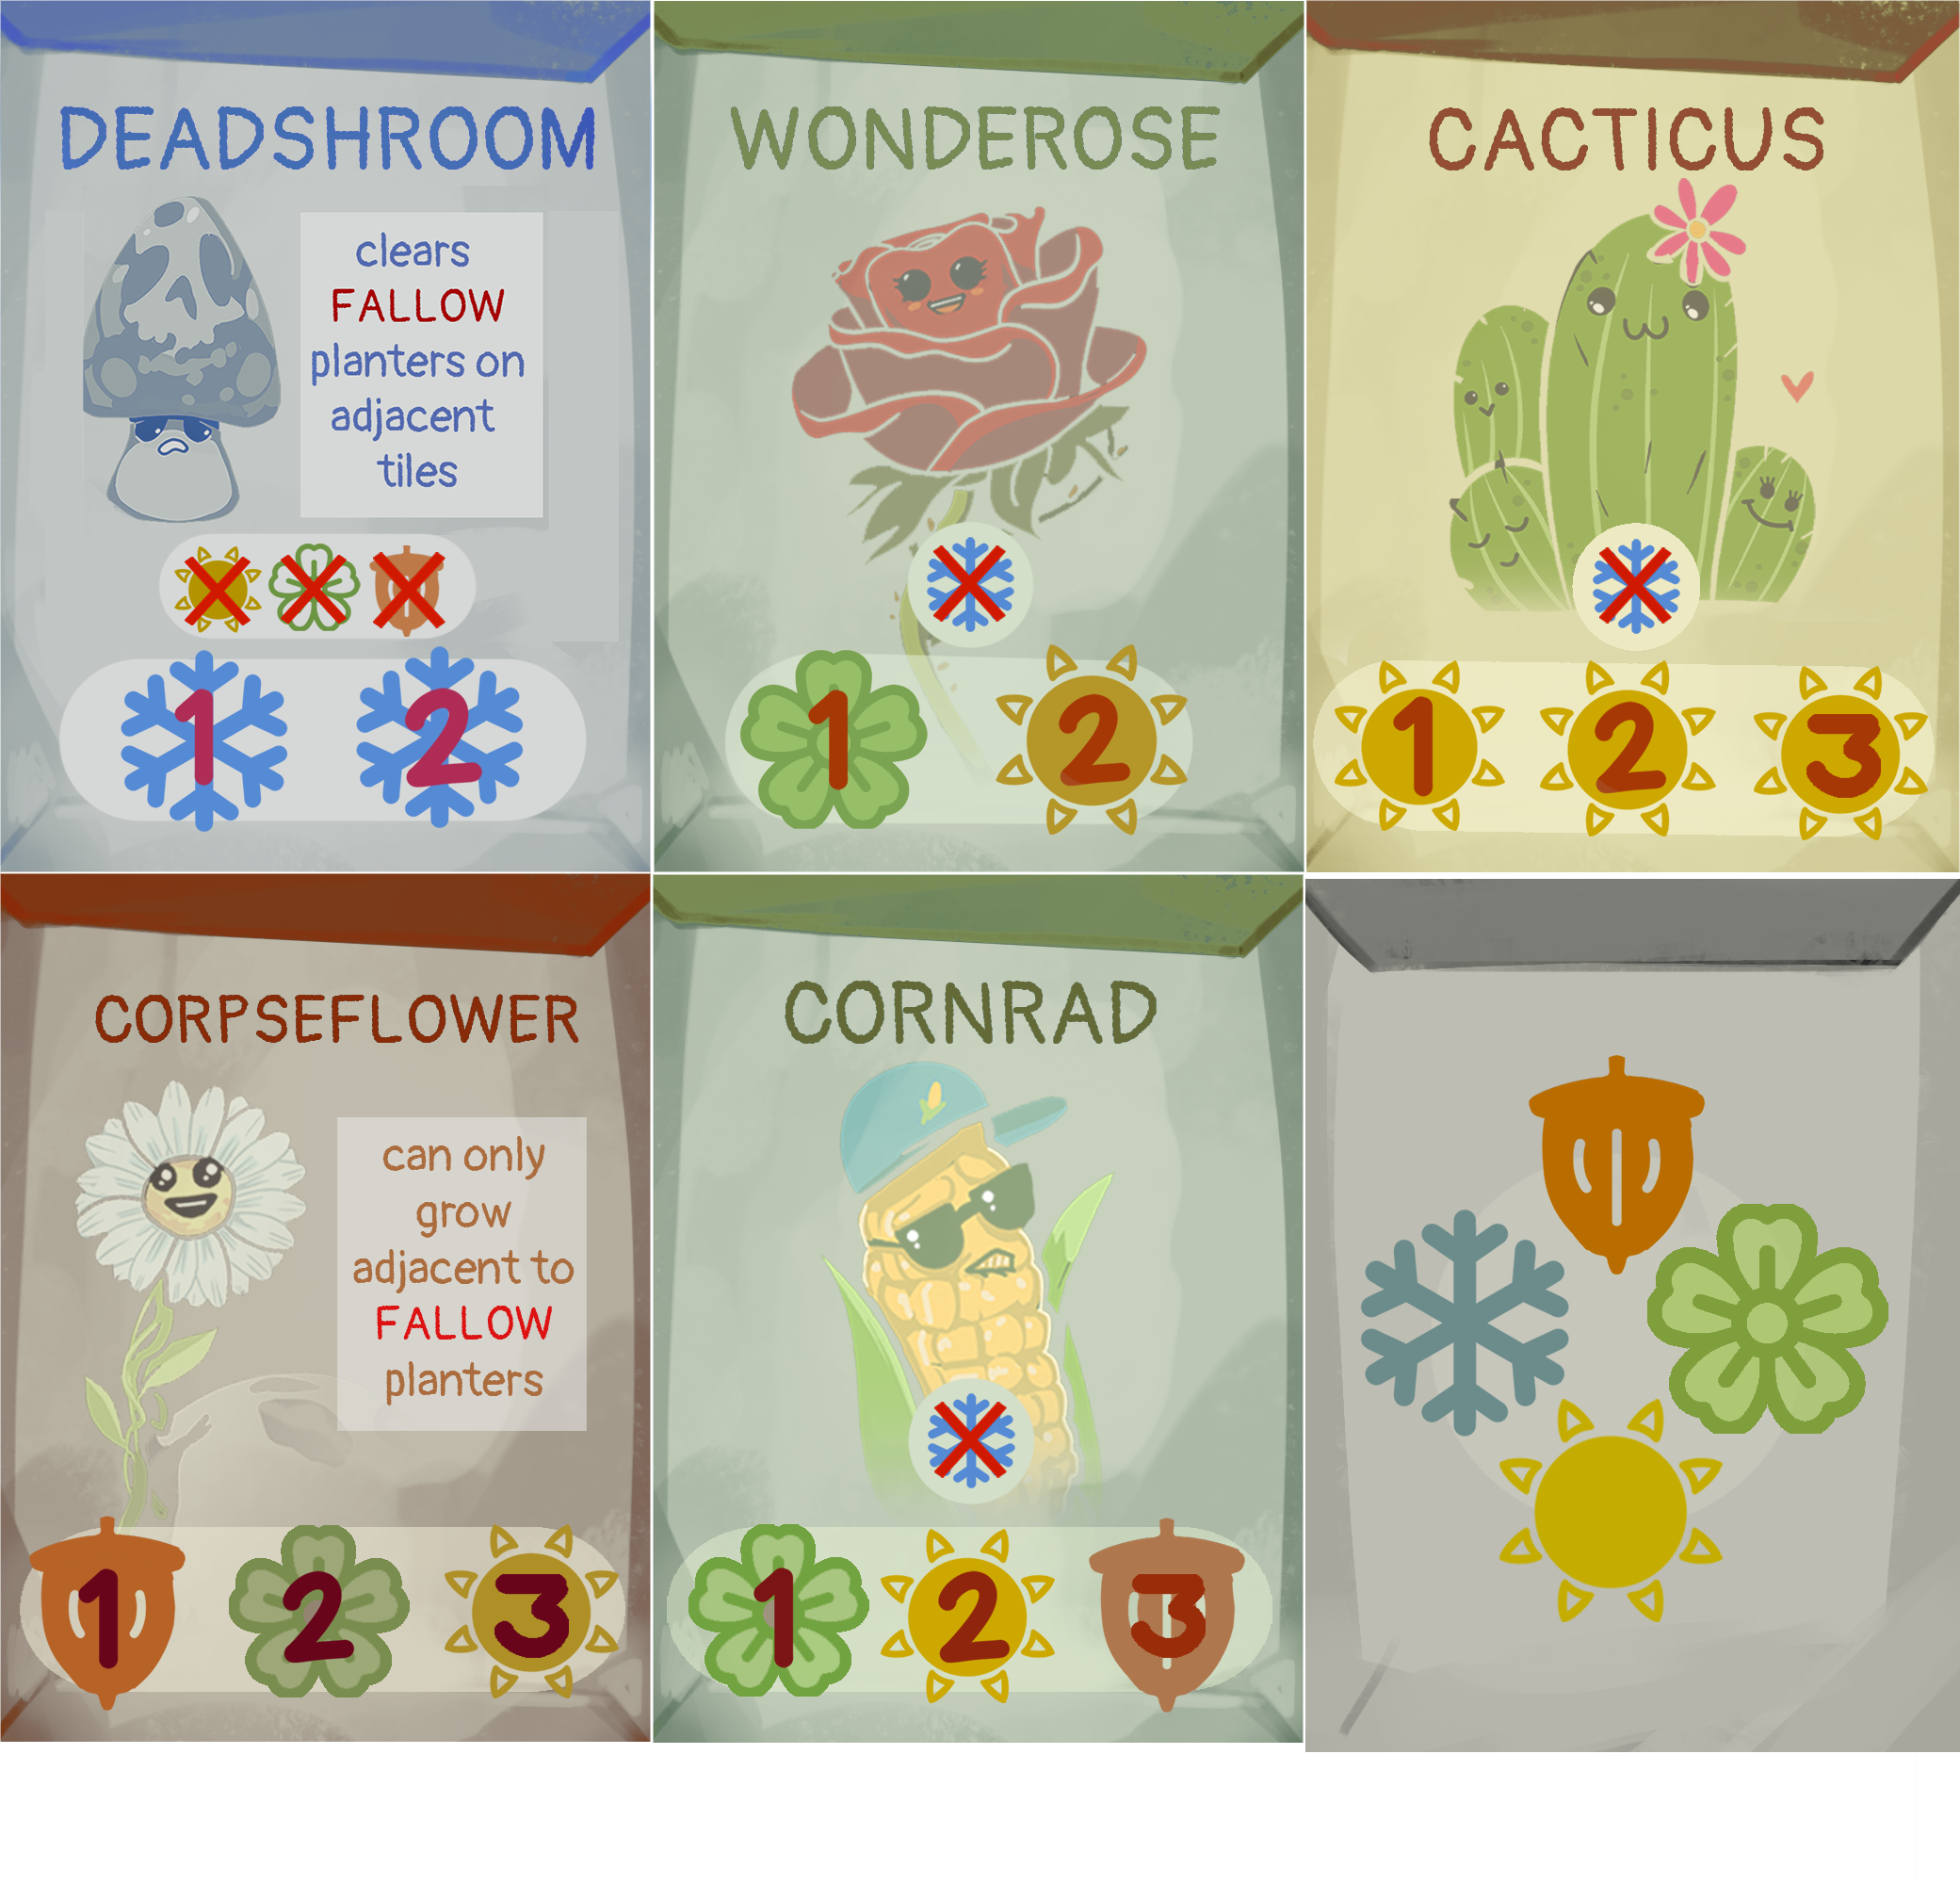 DEADSHROOM
clears
FALLOW
planters on
adjacent
tiles
1 2
WONDEROSE
1 2
CACTICUS
1 2 3
CORPSEFLOWER
can only
grow
adjacent to
FALLOW
planters
1 2 3
CORNRAD
1 2 3